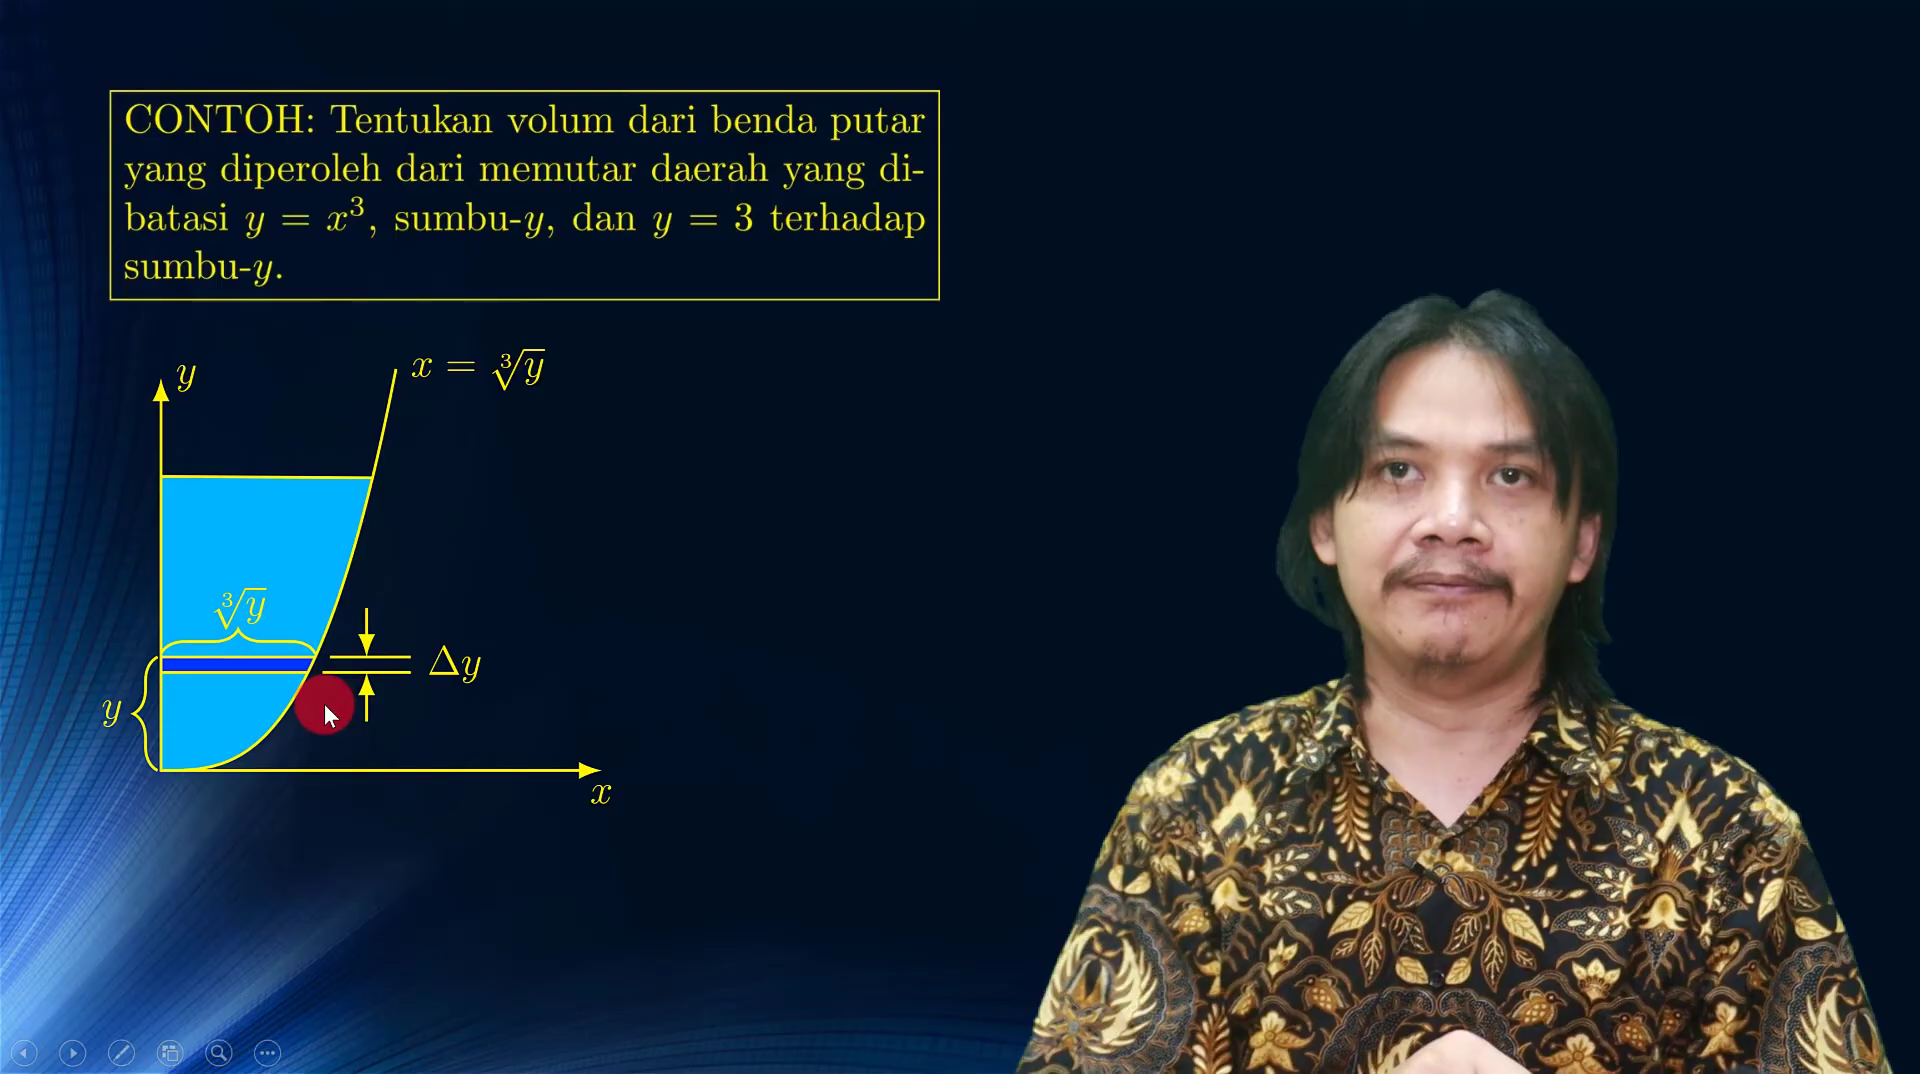 CONTOH: Tentukan volum dari benda putar
yang diperoleh dari memutar daerah yang di-
batasi y = x³, sumbu-y, dan y = 3 terhadap
sumbu-y.
y
x = ∛y
∛y
Δy
y
x